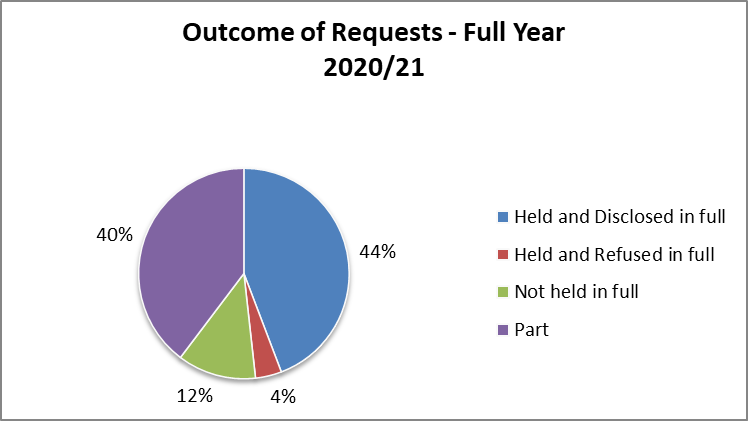 Outcome of Requests - Full Year
2020/21
40%
44%
12%
4%
Held and Disclosed in full
Held and Refused in full
Not held in full
Part